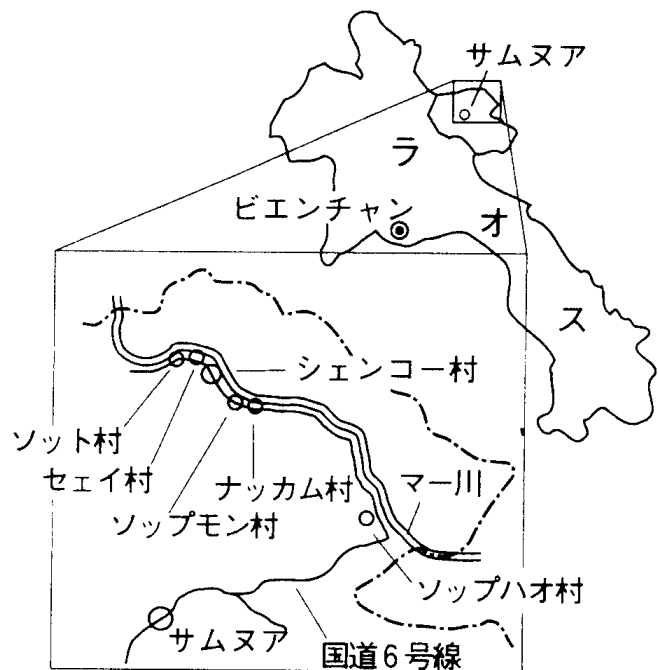 サムヌア
ラオス
ビエンチャン
シェンコー村
ソット村
セェイ村
ナッカム村
マー川
ソップモン村
ソップハオ村
サムヌア
国道6号線